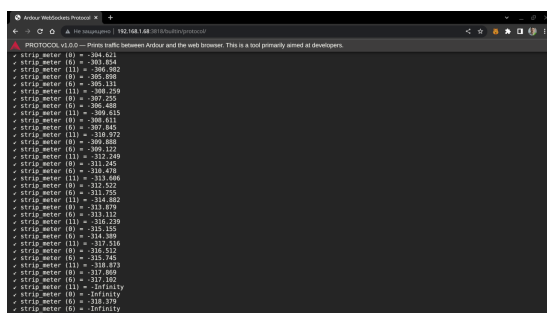 Ardour WebSockets Protocol
Не защищено | 192.168.1.68:3818/builtin/protocol/
PROTOCOL v1.0.0 — Prints traffic between Ardour and the web browser. This is a tool primarily aimed at developers.
✓ strip_meter (0) = -304.621
✓ strip_meter (6) = -303.854
✓ strip_meter (11) = -306.982
✓ strip_meter (0) = -305.898
✓ strip_meter (6) = -305.131
✓ strip_meter (11) = -308.259
✓ strip_meter (0) = -307.255
✓ strip_meter (6) = -306.488
✓ strip_meter (11) = -309.615
✓ strip_meter (0) = -308.611
✓ strip_meter (6) = -307.845
✓ strip_meter (11) = -310.972
✓ strip_meter (0) = -309.888
✓ strip_meter (6) = -309.122
✓ strip_meter (11) = -312.249
✓ strip_meter (0) = -311.245
✓ strip_meter (6) = -310.478
✓ strip_meter (11) = -313.606
✓ strip_meter (0) = -312.522
✓ strip_meter (6) = -311.755
✓ strip_meter (11) = -314.882
✓ strip_meter (0) = -313.879
✓ strip_meter (6) = -313.112
✓ strip_meter (11) = -316.239
✓ strip_meter (0) = -315.155
✓ strip_meter (6) = -314.389
✓ strip_meter (11) = -317.516
✓ strip_meter (0) = -316.512
✓ strip_meter (6) = -315.745
✓ strip_meter (11) = -318.873
✓ strip_meter (0) = -317.869
✓ strip_meter (6) = -317.102
✓ strip_meter (11) = -Infinity
✓ strip_meter (0) = -Infinity
✓ strip_meter (6) = -318.379
✓ strip_meter (6) = -Infinity